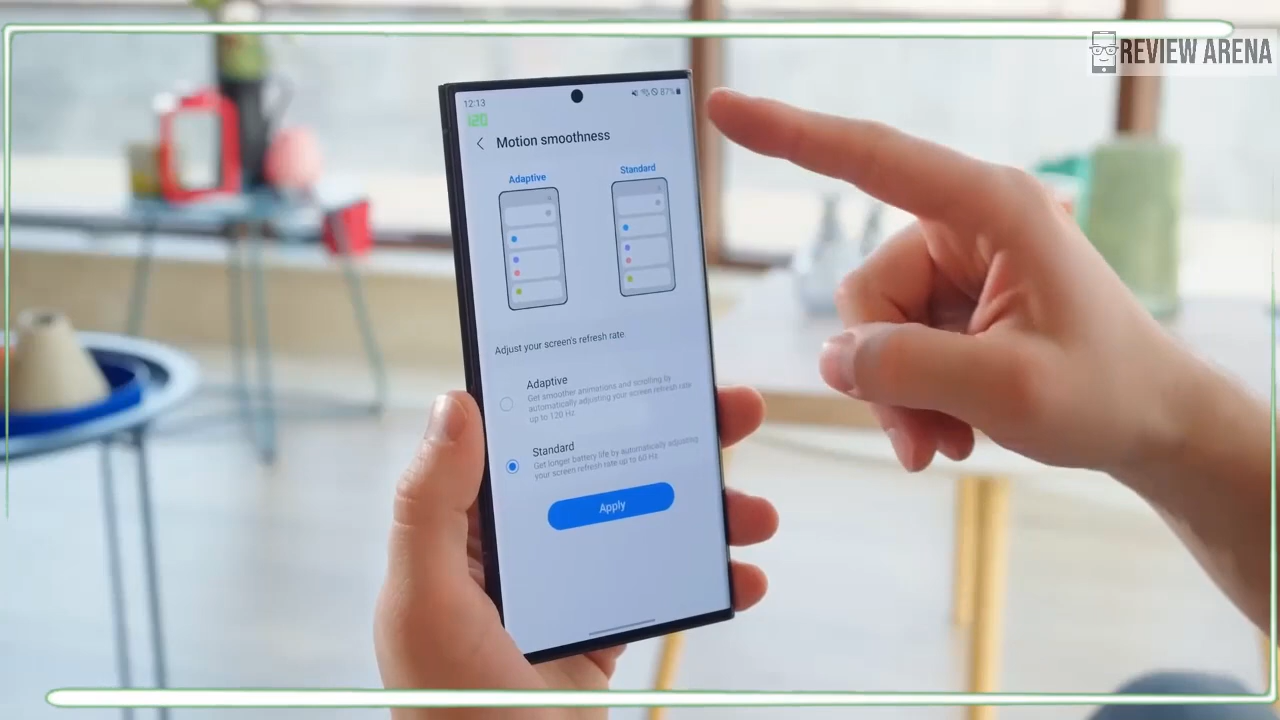 REVIEW ARENA
12:13
87%
120
Motion smoothness
Adaptive
Standard
Adjust your screen's refresh rate
Adaptive
Get smoother animations and scrolling by
automatically adjusting your screen refresh rate
up to 120 Hz
Standard
Get longer battery life by automatically adjusting
your screen refresh rate up to 60 Hz
Apply